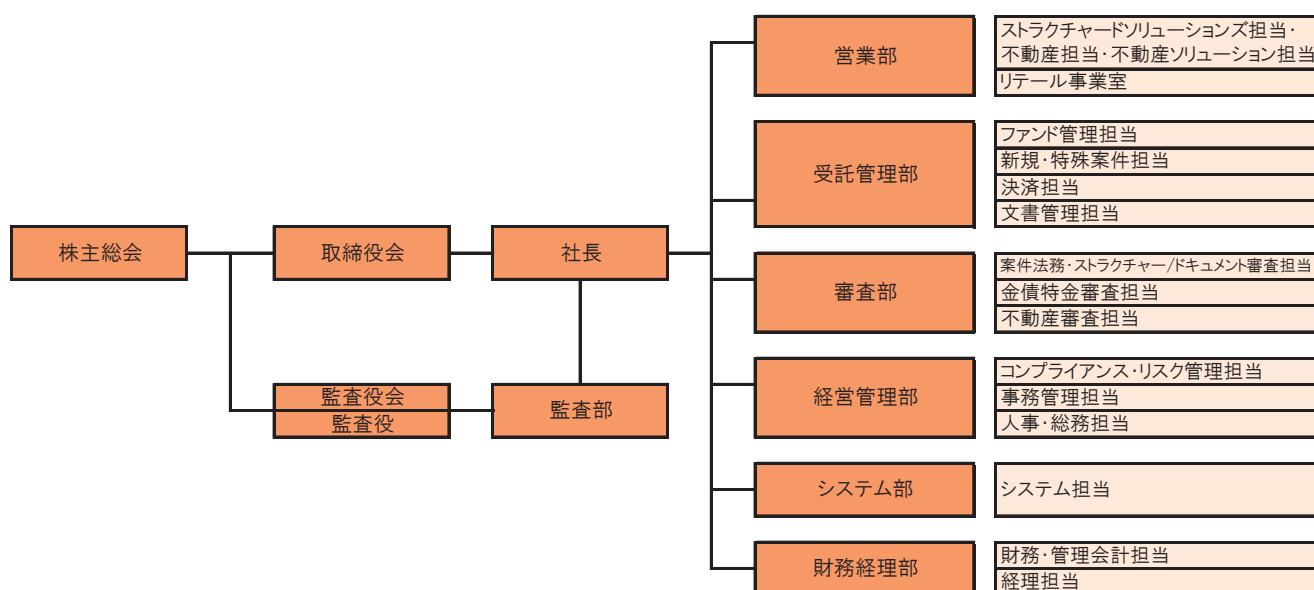 株主総会
取締役会
社長
監査役会
監査役
監査部
営業部
ストラクチャードソリューションズ担当・
不動産担当・不動産ソリューション担当
リテール事業室
受託管理部
ファンド管理担当
新規・特殊案件担当
決済担当
文書管理担当
審査部
案件法務・ストラクチャー/ドキュメント審査担当
金債特金審査担当
不動産審査担当
経営管理部
コンプライアンス・リスク管理担当
事務管理担当
人事・総務担当
システム部
システム担当
財務経理部
財務・管理会計担当
経理担当